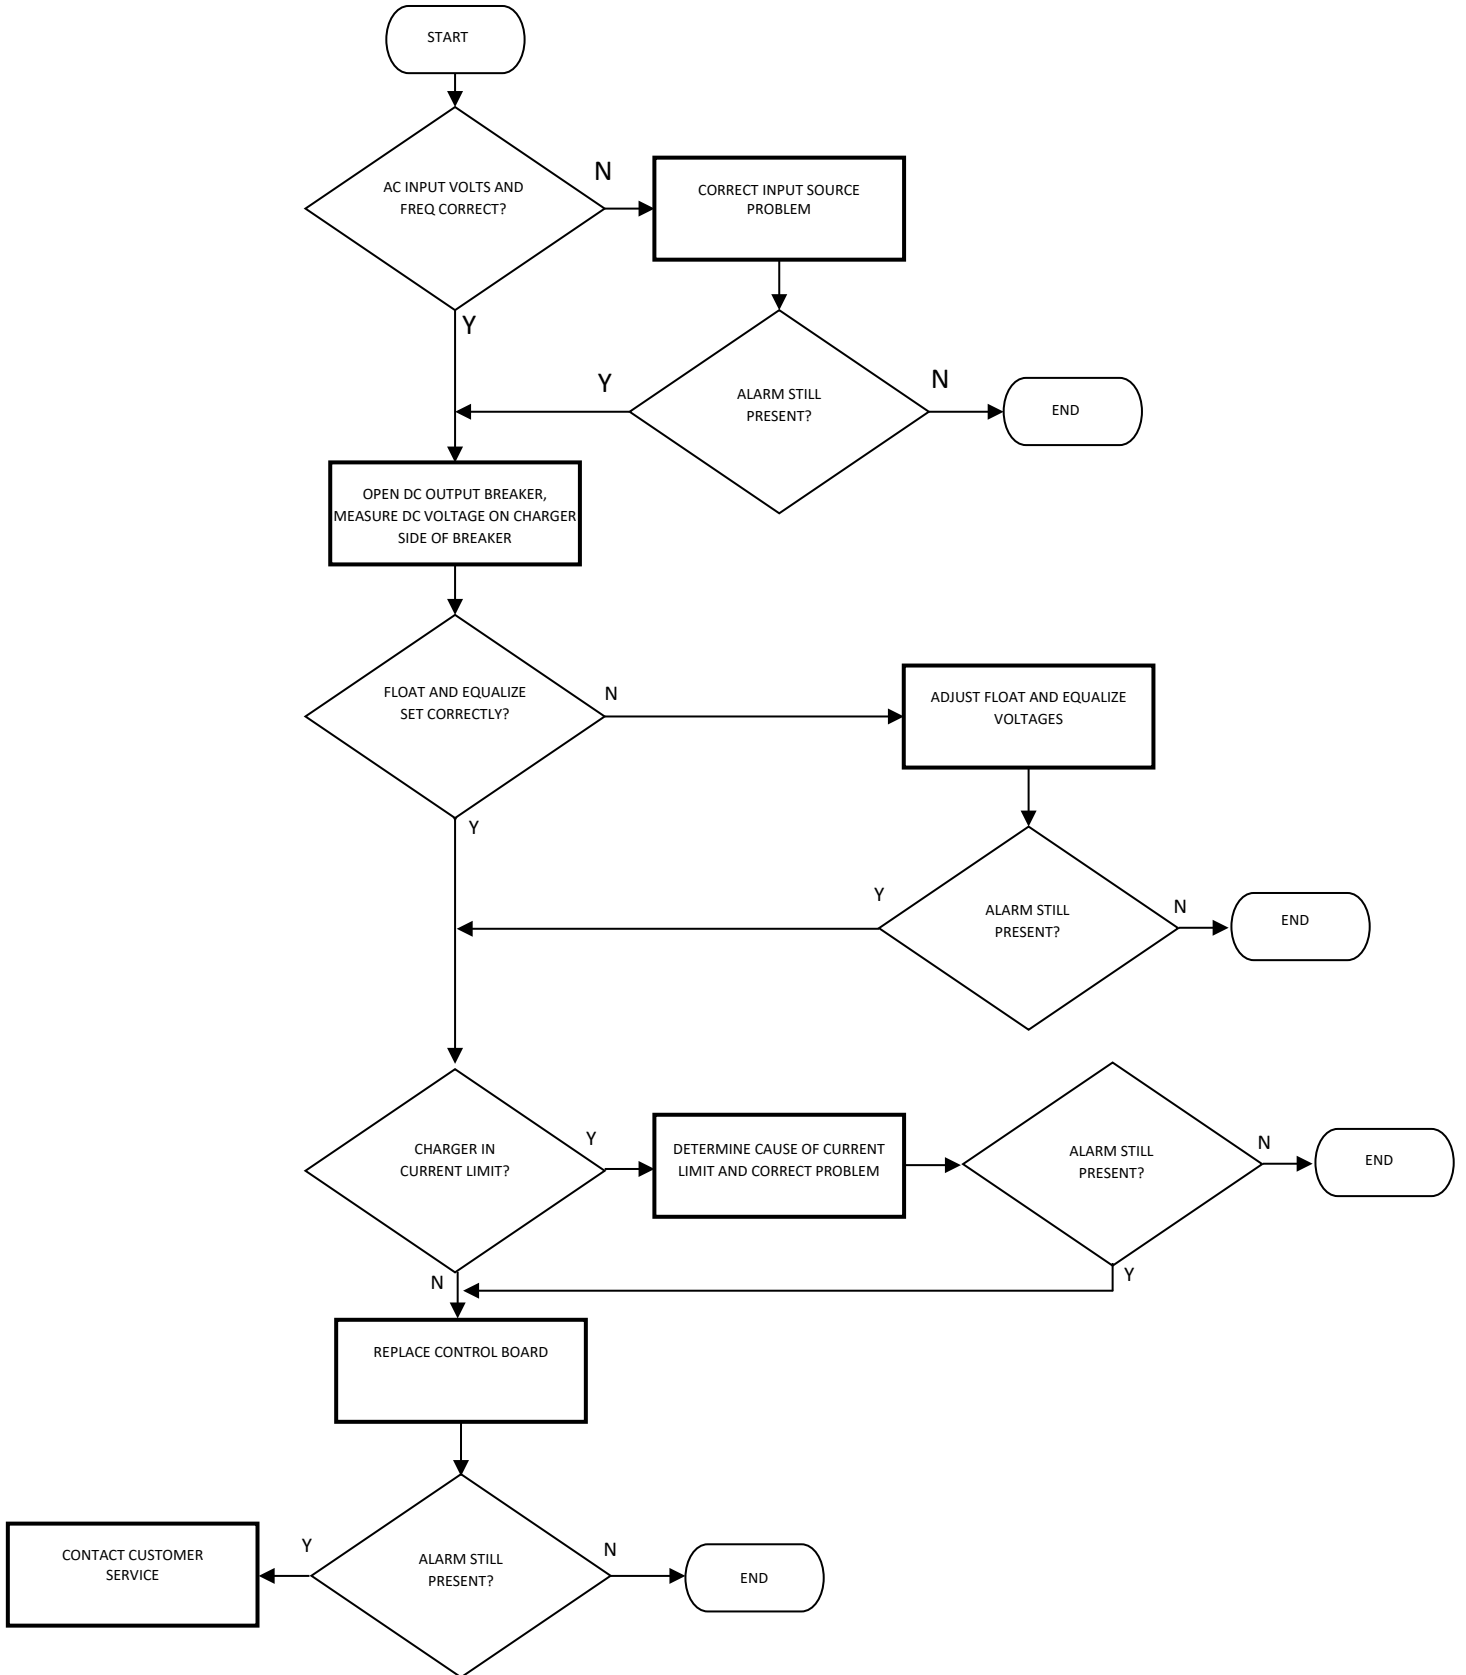 START
AC INPUT VOLTS AND
FREQ CORRECT?
N
CORRECT INPUT SOURCE
PROBLEM
Y
Y
ALARM STILL
PRESENT?
N
END
OPEN DC OUTPUT BREAKER,
MEASURE DC VOLTAGE ON CHARGER
SIDE OF BREAKER
FLOAT AND EQUALIZE
SET CORRECTLY?
N
ADJUST FLOAT AND EQUALIZE
VOLTAGES
Y
Y
ALARM STILL
PRESENT?
N
END
CHARGER IN
CURRENT LIMIT?
Y
DETERMINE CAUSE OF CURRENT
LIMIT AND CORRECT PROBLEM
ALARM STILL
PRESENT?
N
END
N
Y
REPLACE CONTROL BOARD
CONTACT CUSTOMER
SERVICE
Y
ALARM STILL
PRESENT?
N
END